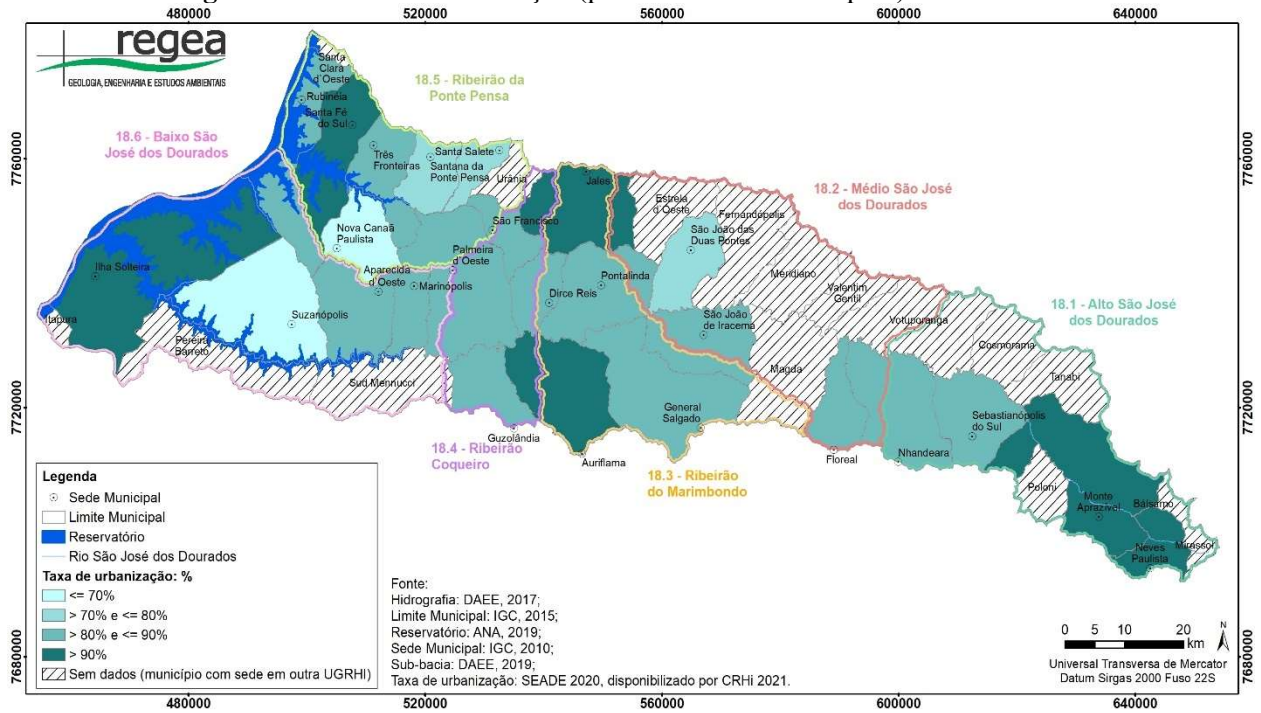 480000 520000 560000 600000 640000
regea
GEOLOGIA, ENGENHARIA E ESTUDOS AMBIENTAIS
7760000
7720000
7680000
18.6 - Baixo São
José dos Dourados
18.5 - Ribeirão da
Ponte Pensa
18.2 - Médio São José
dos Dourados
18.1 - Alto São José
dos Dourados
18.4 - Ribeirão
Coqueiro
18.3 - Ribeirão
do Marimbondo
Santa
Clara
d´Oeste
Rubinéia
Santa Fé
do Sul
Três
Fronteiras
Santa Salete
Santana da
Ponte Pensa
Urânia
Jales
Nova Canaã
Paulista
São Francisco
Palmeira
d´Oeste
Aparecida
d´Oeste
Marinópolis
Ilha Solteira
Itapura
Suzanópolis
Pereira
Barreto
Sud Mennucci
Dirce Reis
Pontalinda
Estrela
d´Oeste
Fernandópolis
São João das
Duas Pontes
Meridiano
Valentim
Gentil
Votuporanga
São João
de Iracema
Magda
Cosmorama
Tanabi
General
Salgado
Guzolândia
Auriflama
Floreal
Nhandeara
Sebastianópolis
do Sul
Poloni
Monte
Aprazível
Bálsamo
Neves
Paulista
Mirassol
Legenda
Sede Municipal
Limite Municipal
Reservatório
Rio São José dos Dourados
Taxa de urbanização: %
<= 70%
> 70% e <= 80%
> 80% e <= 90%
> 90%
Sem dados (município com sede em outra UGRHI)
Fonte:
Hidrografia: DAEE, 2017;
Limite Municipal: IGC, 2015;
Reservatório: ANA, 2019;
Sede Municipal: IGC, 2010;
Sub-bacia: DAEE, 2019;
Taxa de urbanização: SEADE 2020, disponibilizado por CRHi 2021.
N
0 5 10 20
km
Universal Transversa de Mercator
Datum Sirgas 2000 Fuso 22S
7760000
7720000
7680000
480000 520000 560000 600000 640000